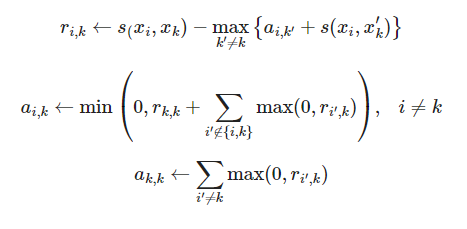 r_{i,k} ← s(x_i, x_k) − max_{k'≠k} {a_{i,k'} + s(x_i, x'_k)}
a_{i,k} ← min (0, r_{k,k} + ∑_{i'∉{i,k}} max(0, r_{i',k})), i ≠ k
a_{k,k} ← ∑_{i'≠k} max(0, r_{i',k})